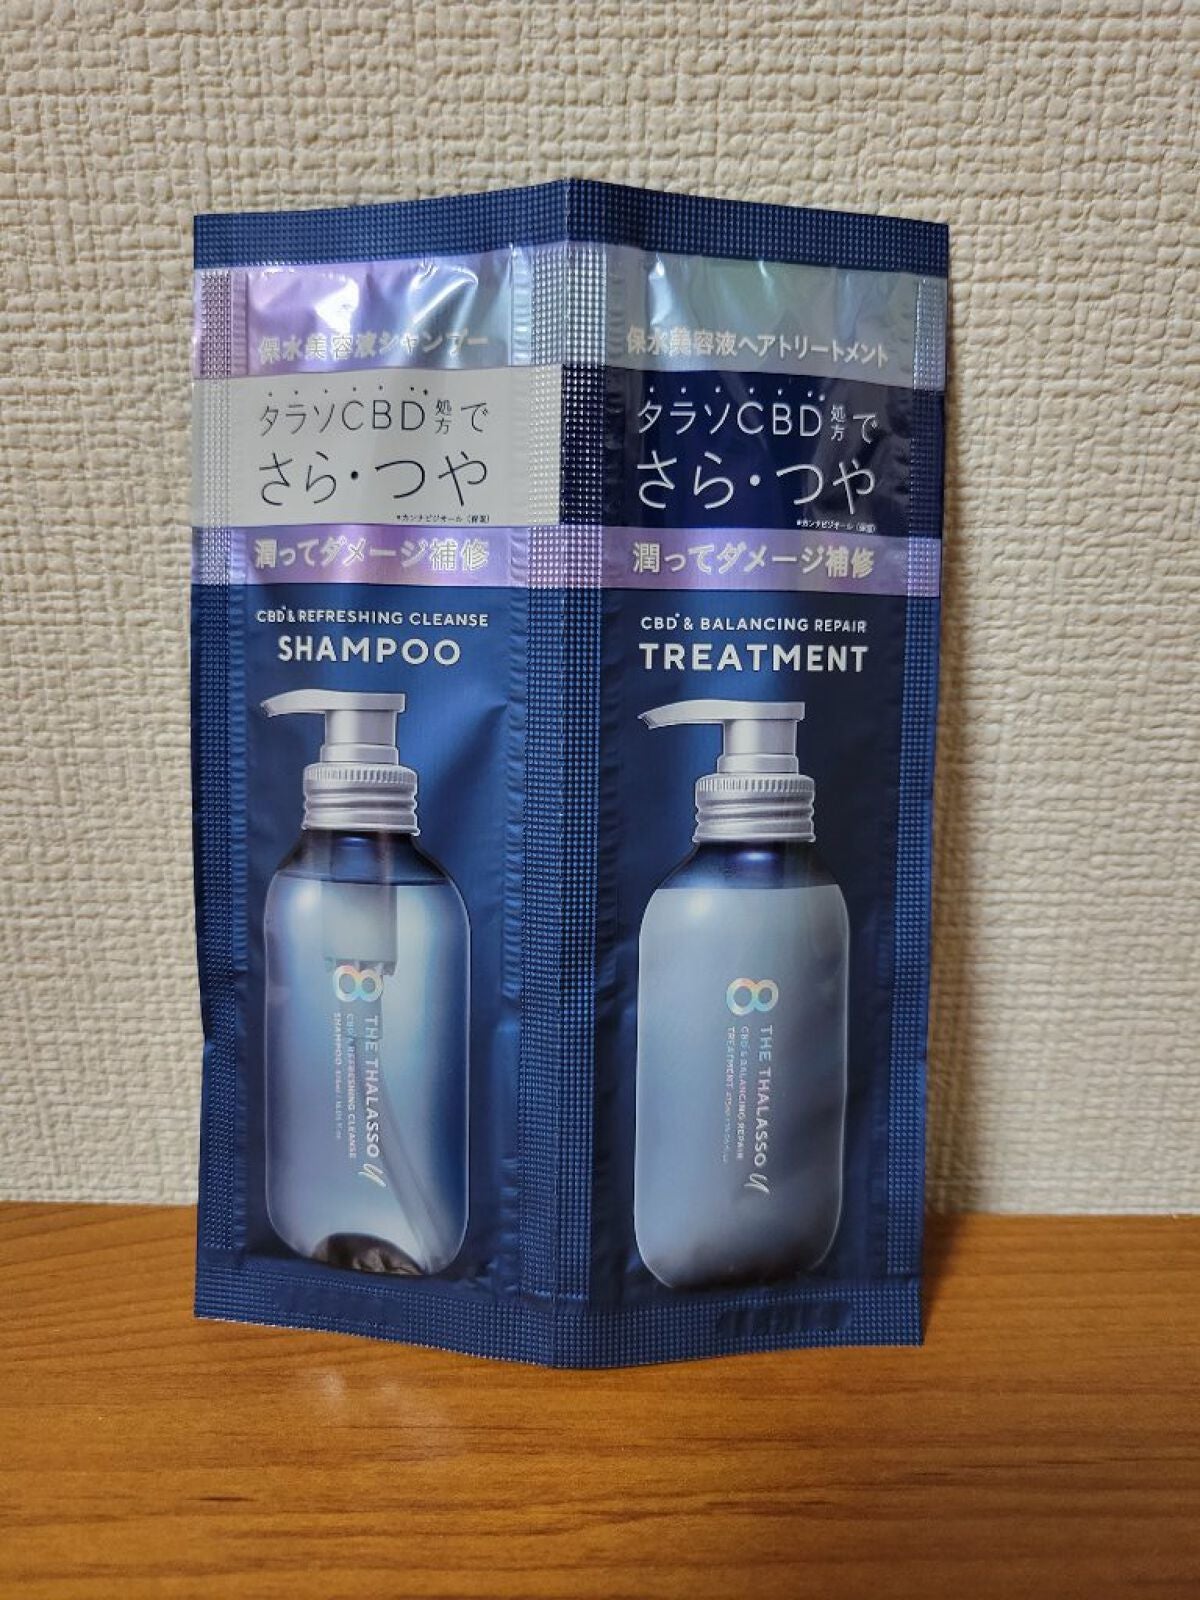 保水美容液シャンプー
タラソCBD*処方で
さら・つや
*カンナビジオール(保湿)
潤ってダメージ補修
CBD*& REFRESHING CLEANSE
SHAMPOO
8 THE THALASSO u
CBD*& REFRESHING CLEANSE
SHAMPOO
保水美容液ヘアトリートメント
タラソCBD*処方で
さら・つや
*カンナビジオール(保湿)
潤ってダメージ補修
CBD*& BALANCING REPAIR
TREATMENT
8 THE THALASSO u
CBD*& BALANCING REPAIR
TREATMENT